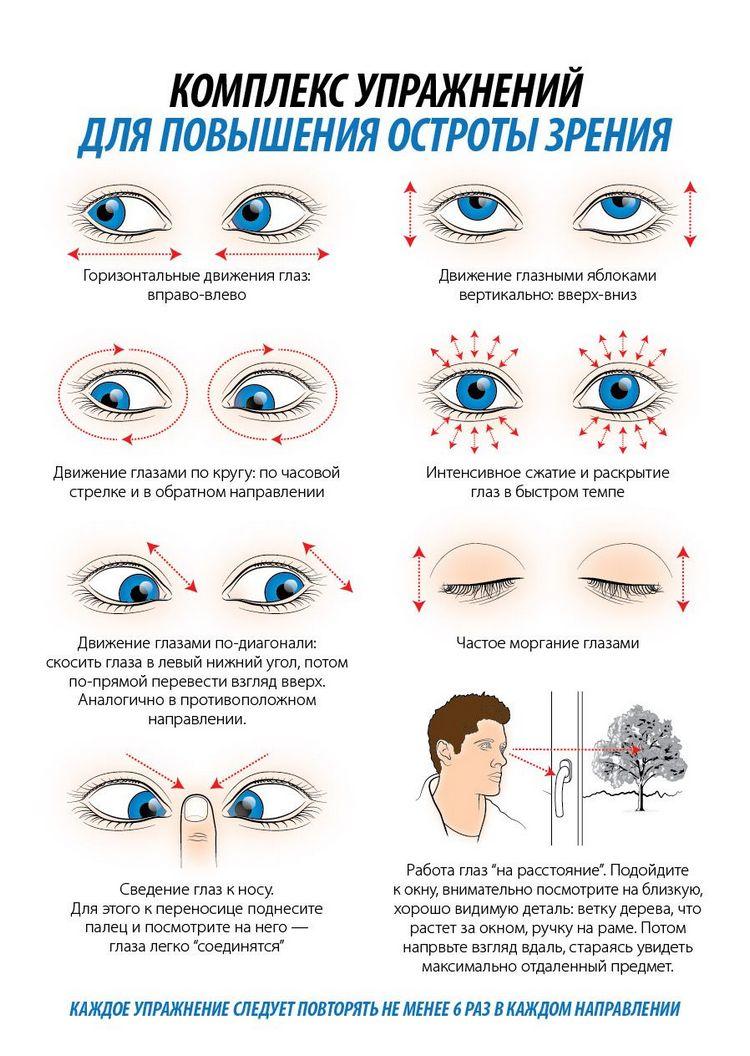 КОМПЛЕКС УПРАЖНЕНИЙ
ДЛЯ ПОВЫШЕНИЯ ОСТРОТЫ ЗРЕНИЯ
Горизонтальные движения глаз:
вправо-влево
Движение глазными яблоками
вертикально: вверх-вниз
Движение глазами по кругу: по часовой
стрелке и в обратном направлении
Интенсивное сжатие и раскрытие
глаз в быстром темпе
Движение глазами по-диагонали:
скосить глаза в левый нижний угол, потом
по-прямой перевести взгляд вверх.
Аналогично в противоположном
направлении.
Частое моргание глазами
Сведение глаз к носу.
Для этого к переносице поднесите
палец и посмотрите на него —
глаза легко “соединятся”
Работа глаз “на расстояние”. Подойдите
к окну, внимательно посмотрите на близкую,
хорошо видимую деталь: ветку дерева, что
растет за окном, ручку на раме. Потом
напрвьте взгляд вдаль, стараясь увидеть
максимально отдаленный предмет.
КАЖДОЕ УПРАЖНЕНИЕ СЛЕДУЕТ ПОВТОРЯТЬ НЕ МЕНЕЕ 6 РАЗ В КАЖДОМ НАПРАВЛЕНИИ